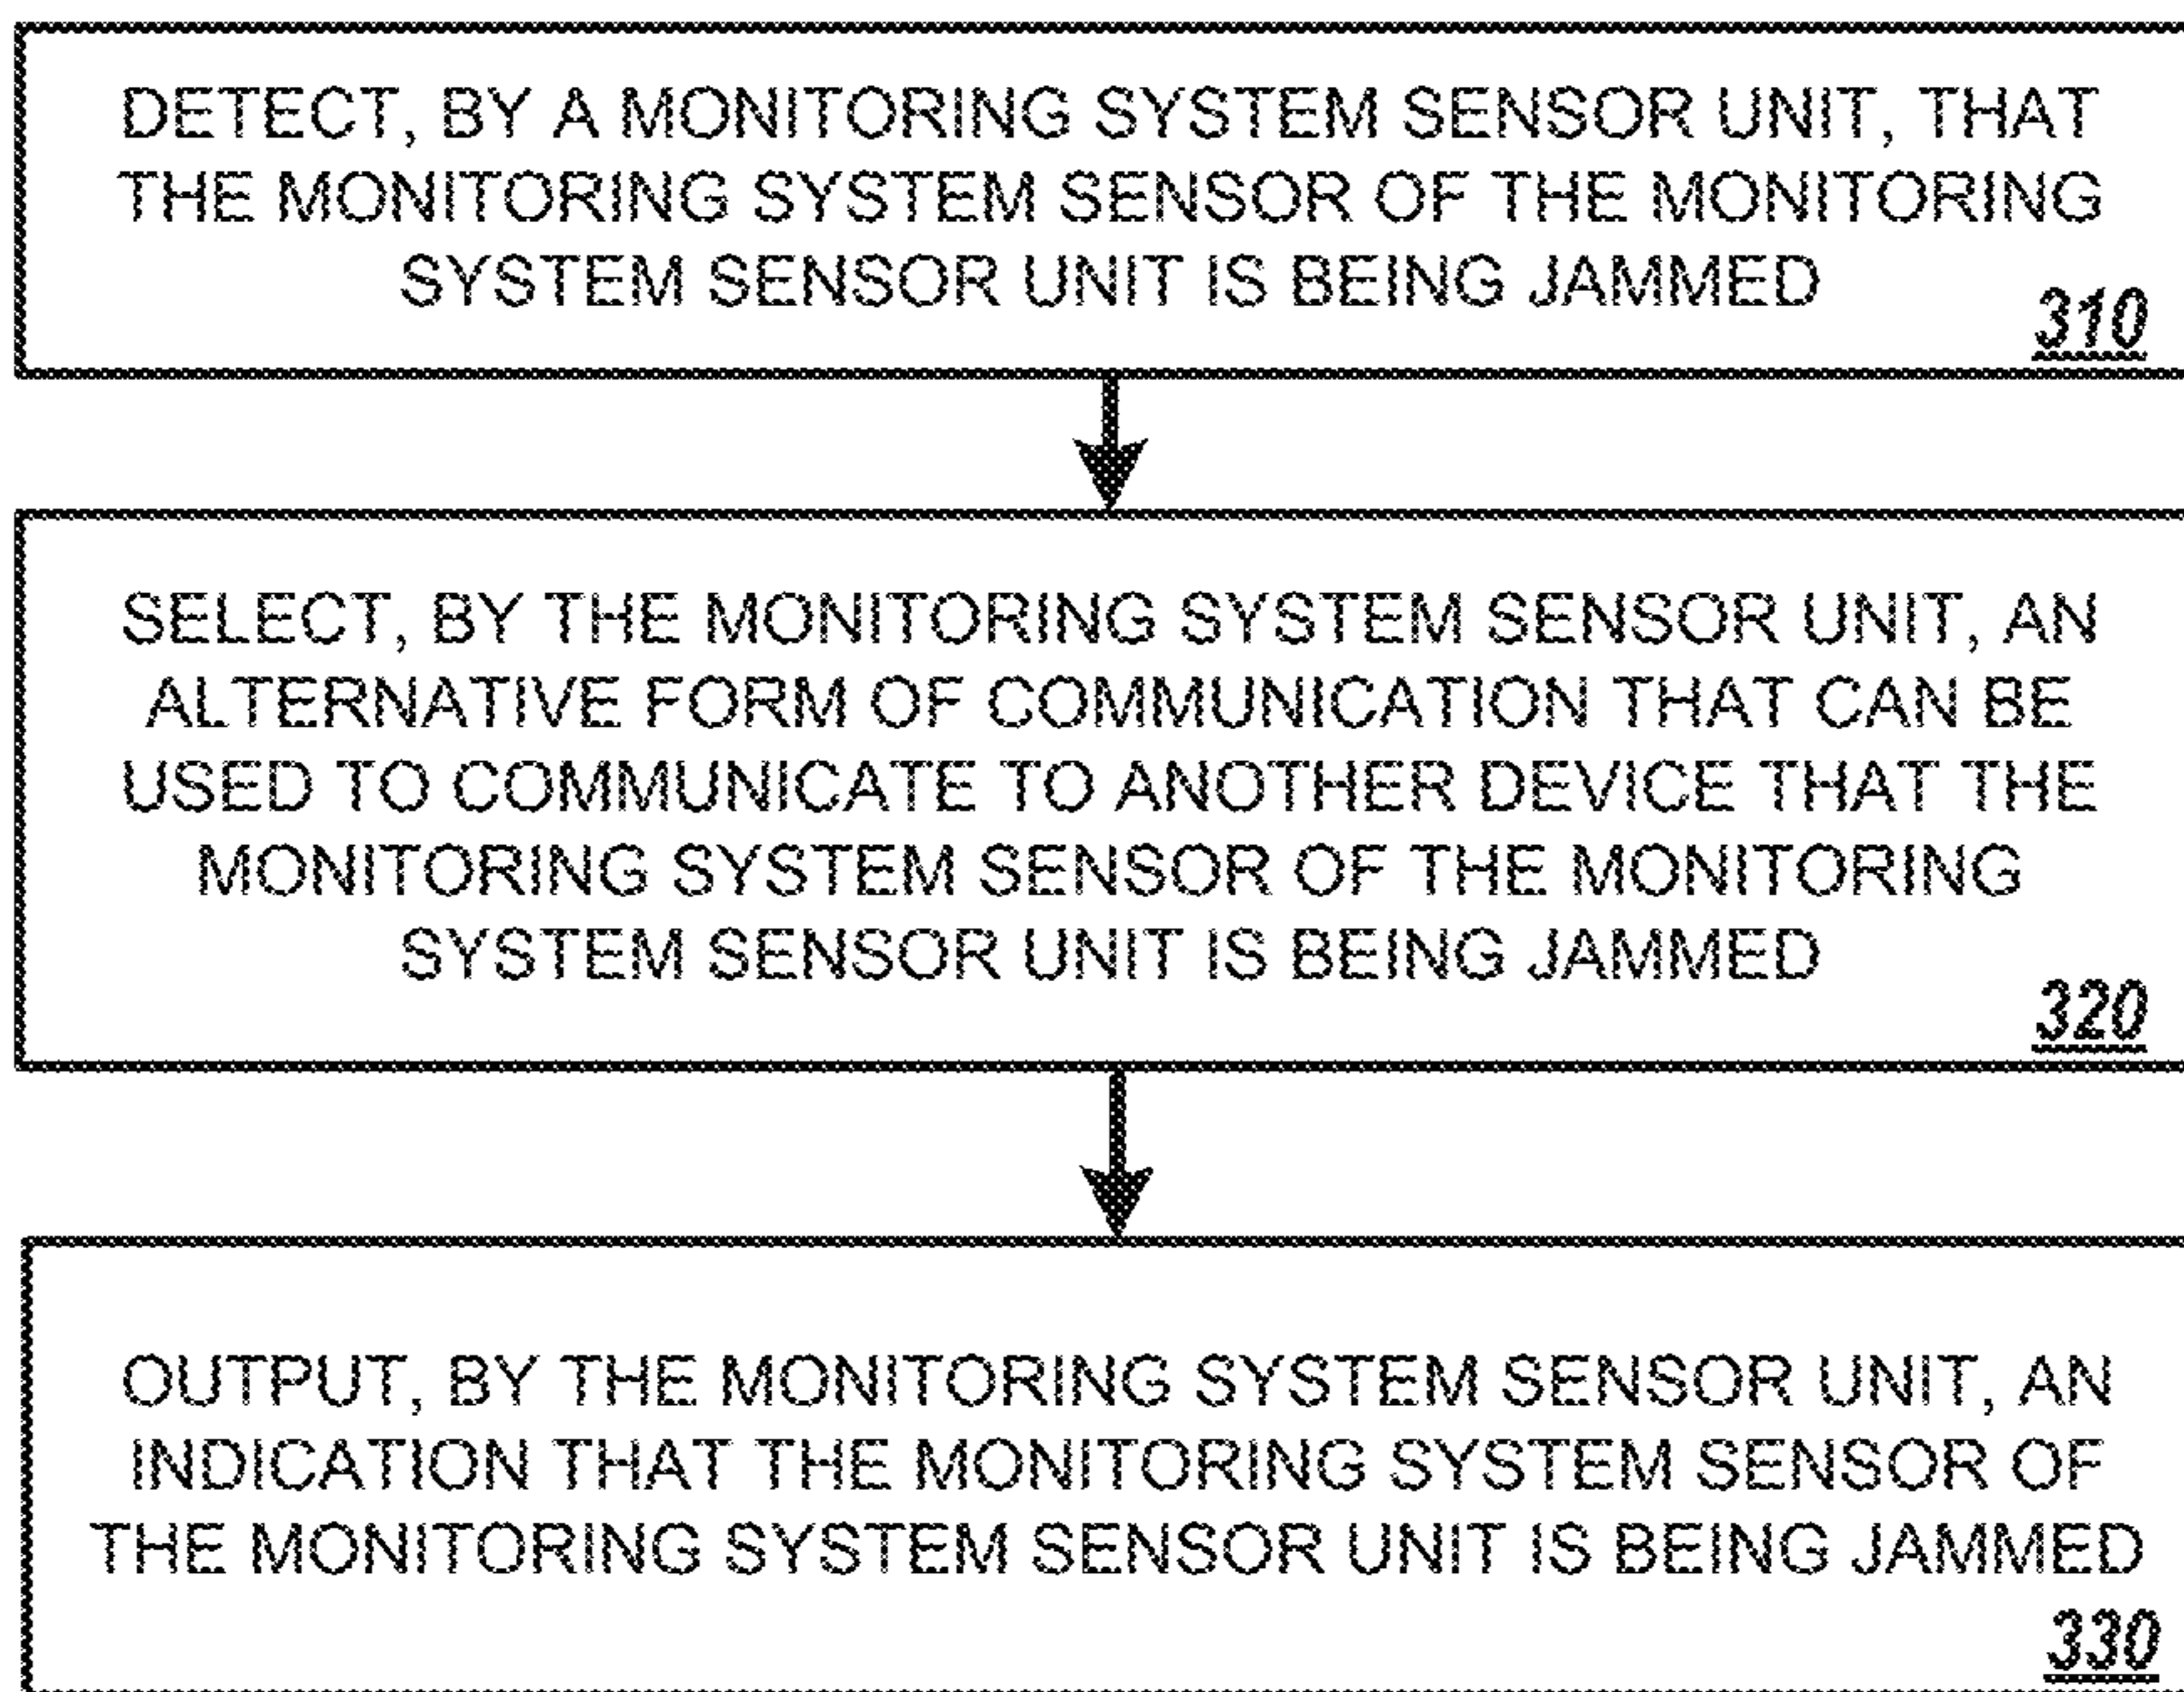 DETECT, BY A MONITORING SYSTEM SENSOR UNIT, THAT
THE MONITORING SYSTEM SENSOR OF THE MONITORING
SYSTEM SENSOR UNIT IS BEING JAMMED
310
SELECT, BY THE MONITORING SYSTEM SENSOR UNIT, AN
ALTERNATIVE FORM OF COMMUNICATION THAT CAN BE
USED TO COMMUNICATE TO ANOTHER DEVICE THAT THE
MONITORING SYSTEM SENSOR OF THE MONITORING
SYSTEM SENSOR UNIT IS BEING JAMMED
320
OUTPUT, BY THE MONITORING SYSTEM SENSOR UNIT, AN
INDICATION THAT THE MONITORING SYSTEM SENSOR OF
THE MONITORING SYSTEM SENSOR UNIT IS BEING JAMMED
330